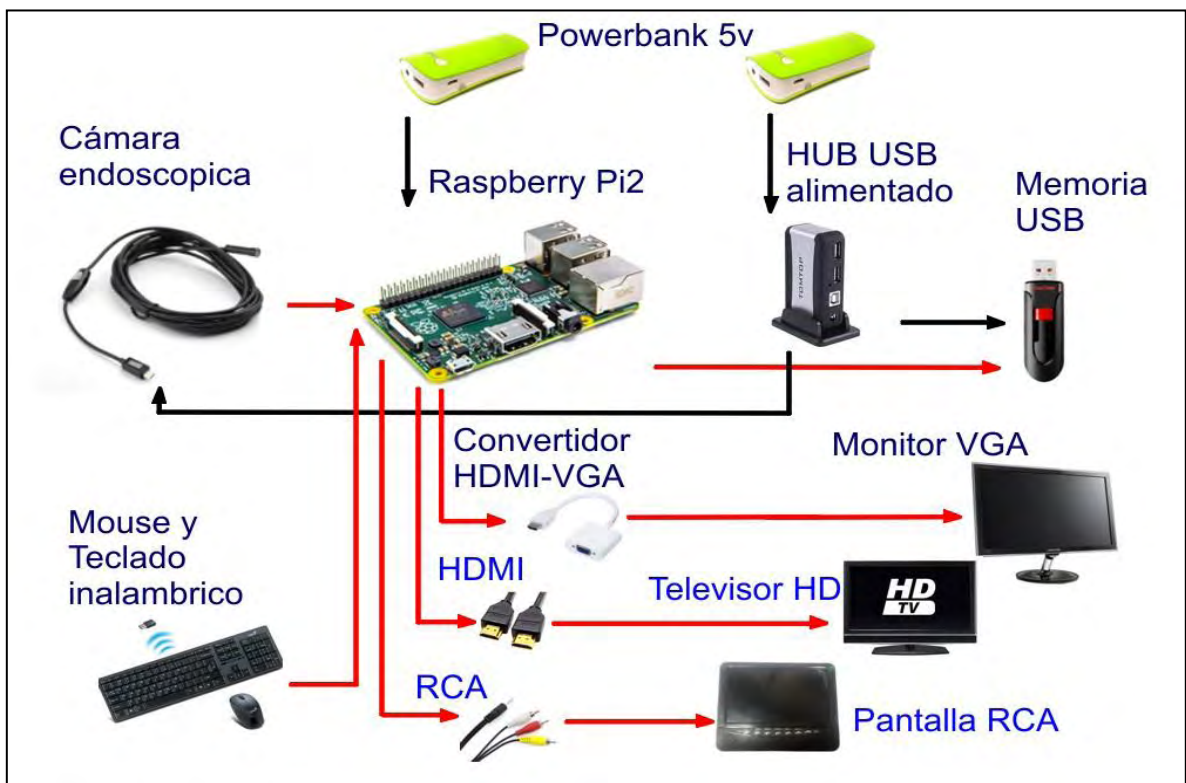 Powerbank 5v
Cámara
endoscopica
Raspberry Pi2
HUB USB
alimentado
Memoria
USB
TOMTOP
Convertidor
HDMI-VGA
Monitor VGA
Mouse y
Teclado
inalambrico
HDMI
Televisor HD
HD
TV
RCA
Pantalla RCA